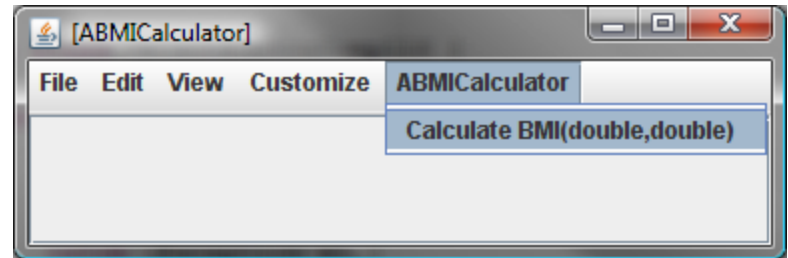 [ABMICalculator]
File Edit View Customize ABMICalculator
Calculate BMI(double,double)